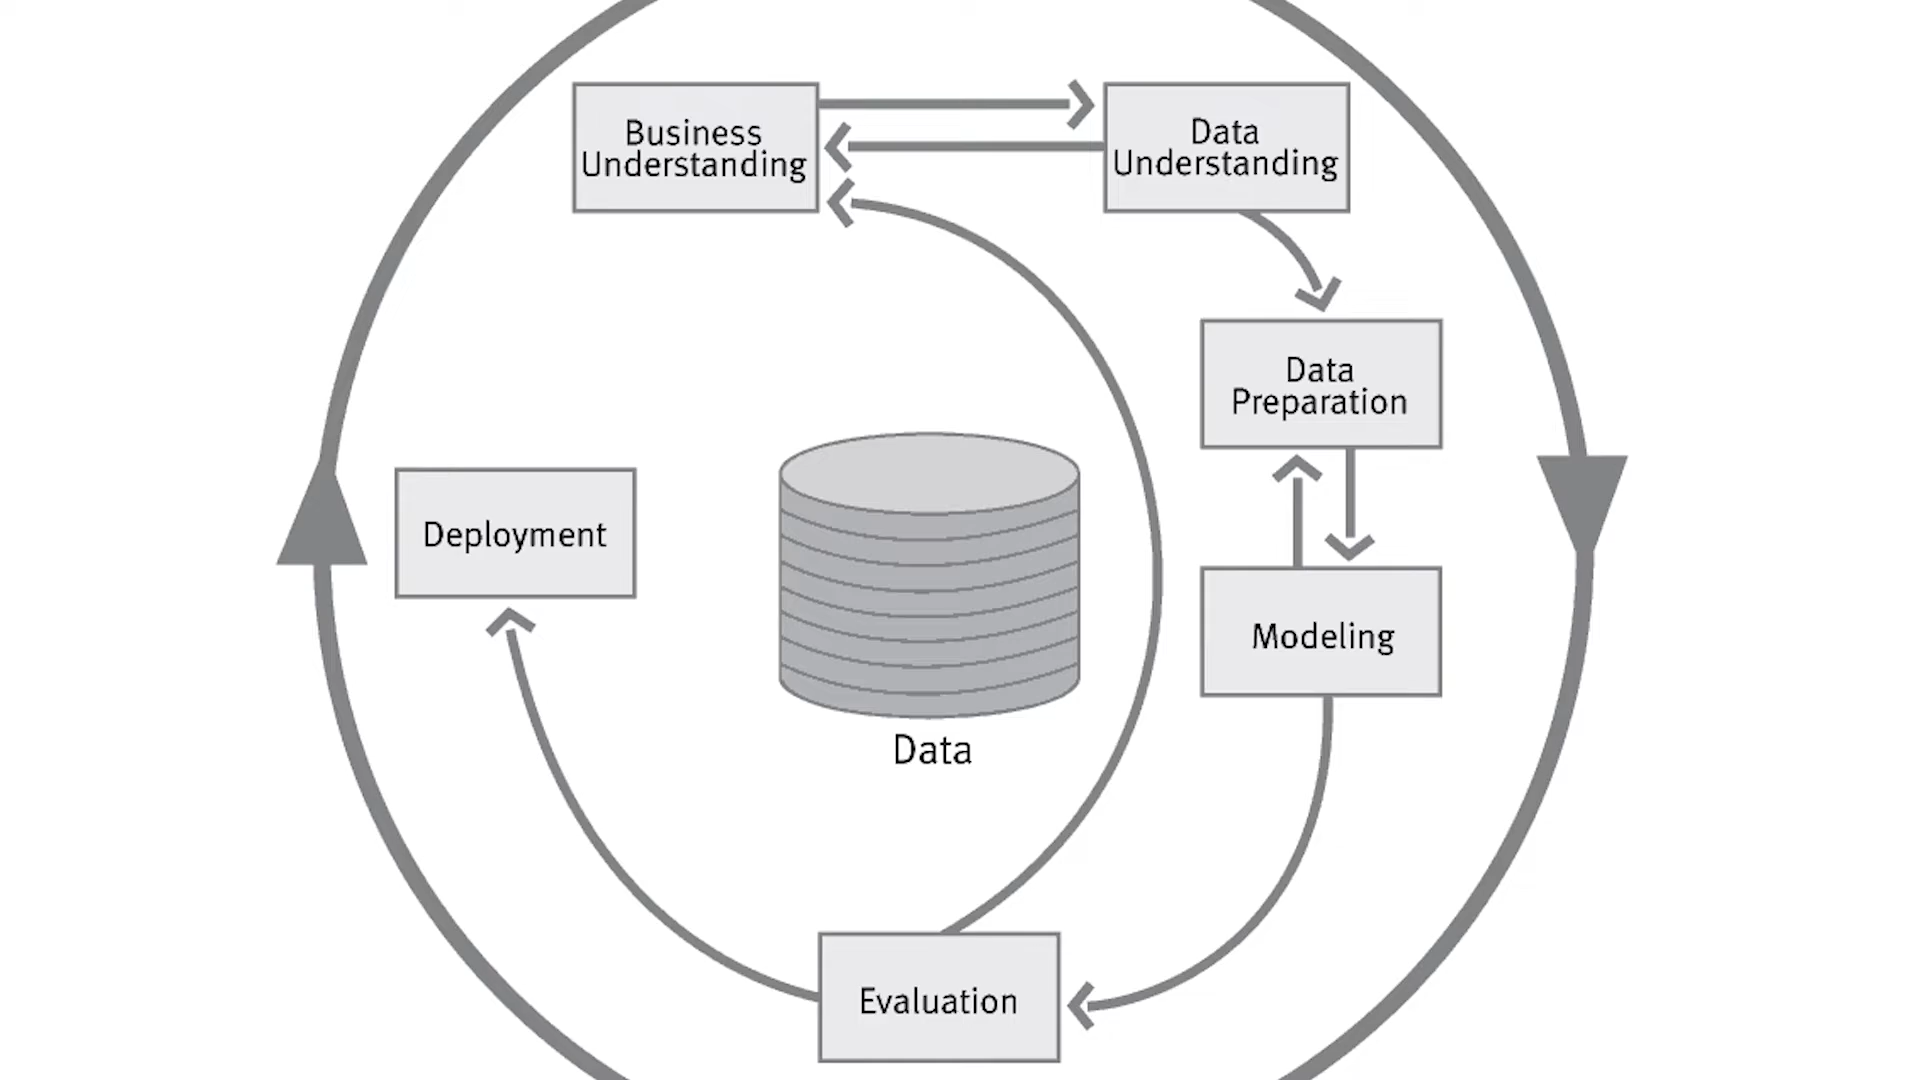 Business
Understanding
Data
Understanding
Data
Preparation
Deployment
Modeling
Data
Evaluation